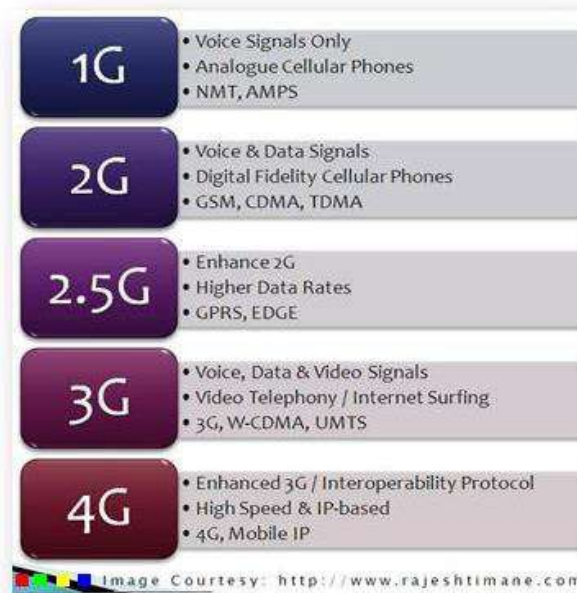 1G
• Voice Signals Only
• Analogue Cellular Phones
• NMT, AMPS
2G
• Voice & Data Signals
• Digital Fidelity Cellular Phones
• GSM, CDMA, TDMA
2.5G
• Enhance 2G
• Higher Data Rates
• GPRS, EDGE
3G
• Voice, Data & Video Signals
• Video Telephony / Internet Surfing
• 3G, W-CDMA, UMTS
4G
• Enhanced 3G / Interoperability Protocol
• High Speed & IP-based
• 4G, Mobile IP
Image Courtesy: http://www.rajeshtimane.com